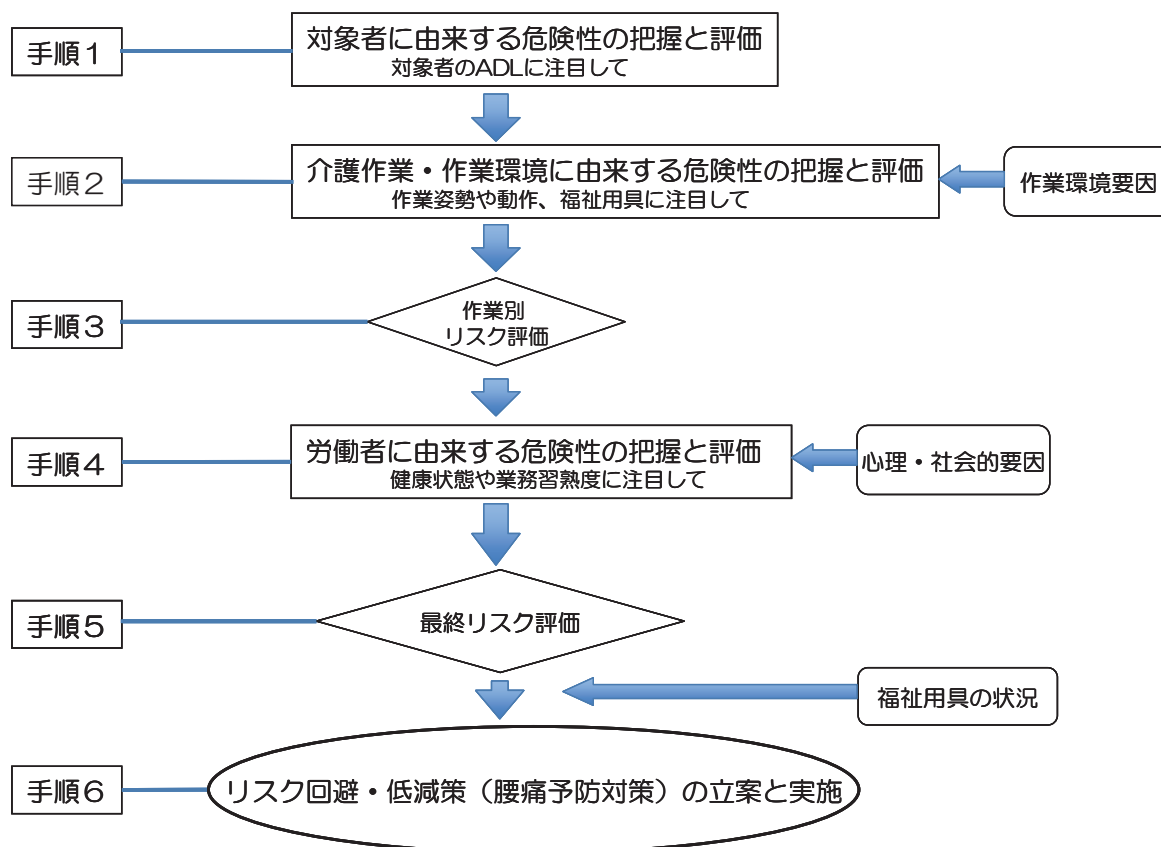 手順1
対象者に由来する危険性の把握と評価
対象者のADLに注目して
手順2
介護作業・作業環境に由来する危険性の把握と評価
作業姿勢や動作、福祉用具に注目して
作業環境要因
手順3
作業別
リスク評価
手順4
労働者に由来する危険性の把握と評価
健康状態や業務習熟度に注目して
心理・社会的要因
手順5
最終リスク評価
福祉用具の状況
手順6
リスク回避・低減策（腰痛予防対策）の立案と実施